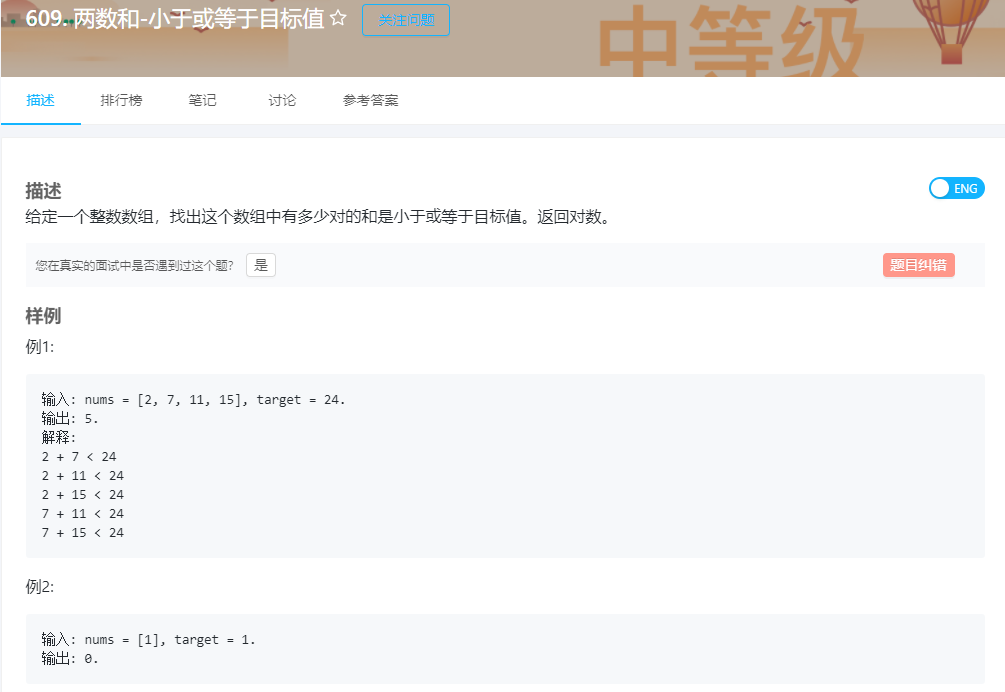 609. 两数和-小于或等于目标值
关注问题
中等级
描述 排行榜 笔记 讨论 参考答案
描述
ENG
给定一个整数数组，找出这个数组中有多少对的和是小于或等于目标值。返回对数。
您在真实的面试中是否遇到过这个题? 是
题目纠错
样例
例1:
输入: nums = [2, 7, 11, 15], target = 24.
输出: 5.
解释:
2 + 7 < 24
2 + 11 < 24
2 + 15 < 24
7 + 11 < 24
7 + 15 < 24
例2:
输入: nums = [1], target = 1.
输出: 0.